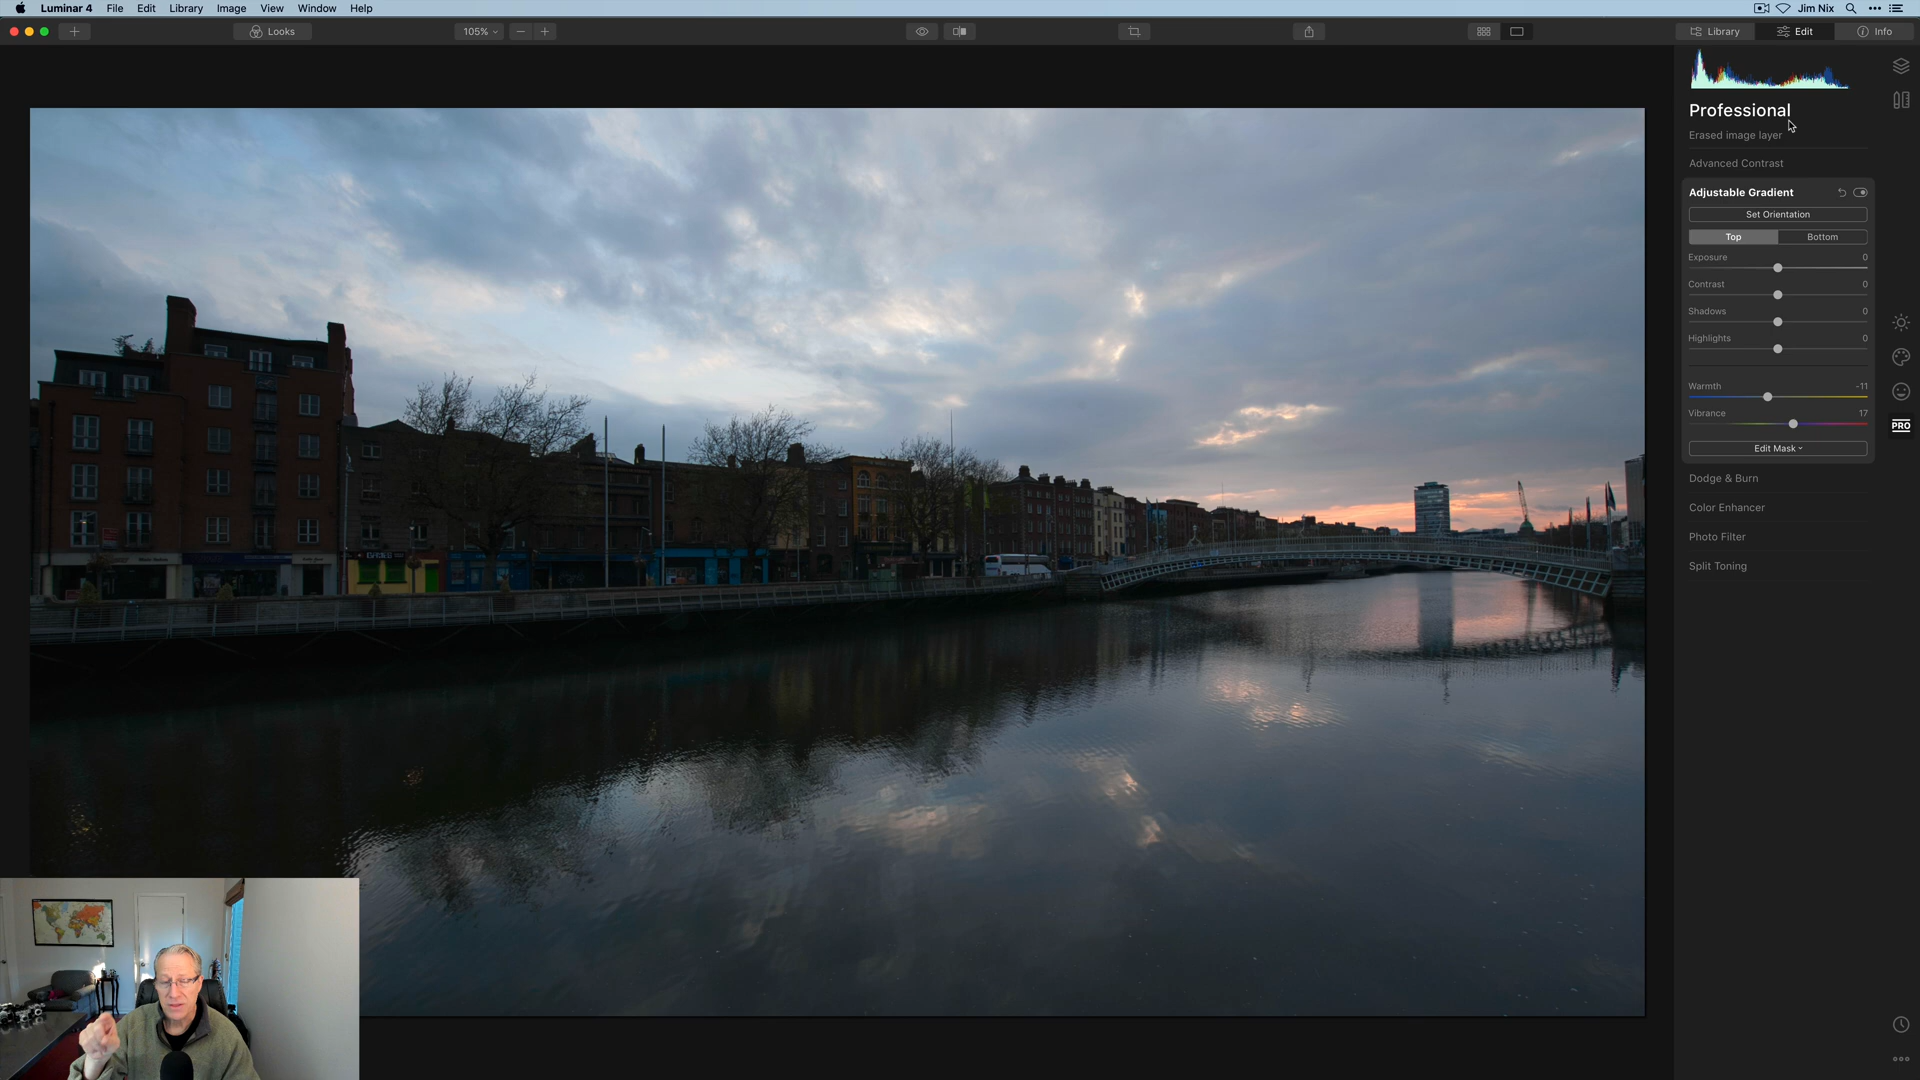 Luminar 4 File Edit Library Image View Window Help Jim Nix
Looks 105% Library Edit Info
Professional
Erased image layer
Advanced Contrast
Adjustable Gradient
Set Orientation
Top Bottom
Exposure 0
Contrast 0
Shadows 0
Highlights 0
Warmth -11
Vibrance 17
Edit Mask
PRO
Dodge & Burn
Color Enhancer
Photo Filter
Split Toning